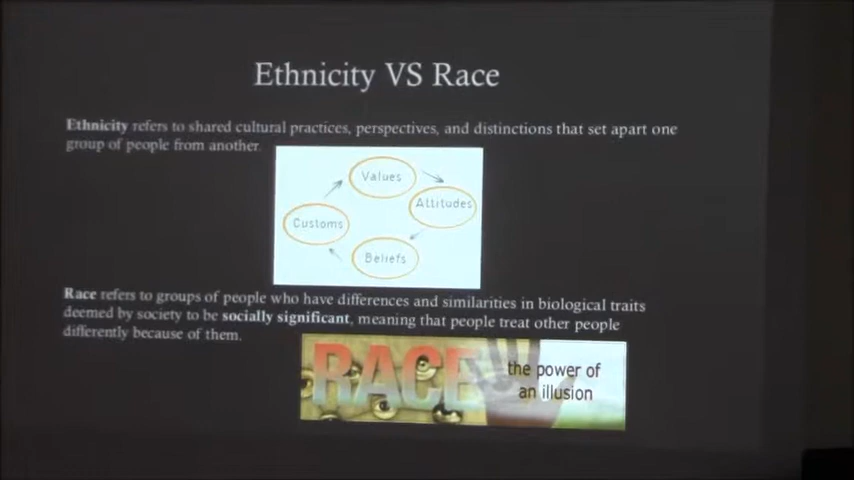 Ethnicity VS Race
Ethnicity refers to shared cultural practices, perspectives, and distinctions that set apart one
group of people from another.
Values
Attitudes
Customs
Beliefs
Race refers to groups of people who have differences and similarities in biological traits
deemed by society to be socially significant, meaning that people treat other people
differently because of them.
RACE
the power of
an illusion